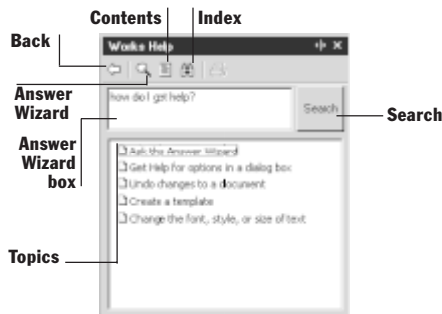 Contents
Index
Back
Works Help
Answer
Wizard
how do I get help?
Search
Search
Answer
Wizard
box
Ask the Answer Wizard
Get Help for options in a dialog box
Undo changes to a document
Create a template
Change the font, style, or size of text
Topics